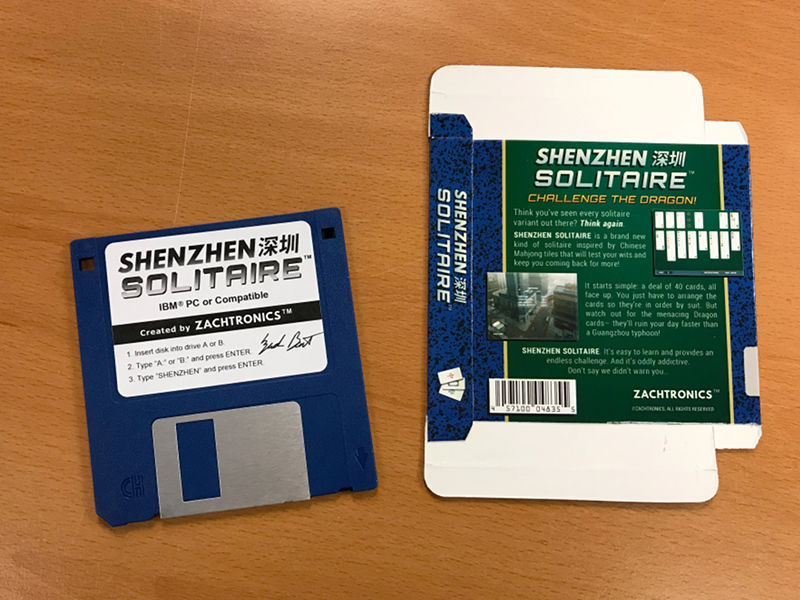 SHENZHEN 深圳
SOLITAIRE™
IBM® PC or Compatible
Created by ZACHTRONICS™
1. Insert disk into drive A or B.
2. Type "A:" or "B:" and press ENTER.
3. Type "SHENZHEN" and press ENTER.
SHENZHEN 深圳
SOLITAIRE™
SHENZHEN 深圳
SOLITAIRE™
CHALLENGE THE DRAGON!
Think you've seen every solitaire
variant out there? Think again.
SHENZHEN SOLITAIRE is a brand new
kind of solitaire inspired by Chinese
Mahjong tiles that will test your wits and
keep you coming back for more!
It starts simple: a deal of 40 cards, all
face up. You just have to arrange
the cards so they're in order by suit. But
watch out for the menacing Dragon
cards– they'll ruin your day faster than
a Guangzhou typhoon!
SHENZHEN SOLITAIRE It's easy to learn and provides an
endless challenge. And it's oddly addictive.
Don't say we didn't warn you...
4 57100 04835 5
ZACHTRONICS™
©ZACHTRONICS, ALL RIGHTS RESERVED